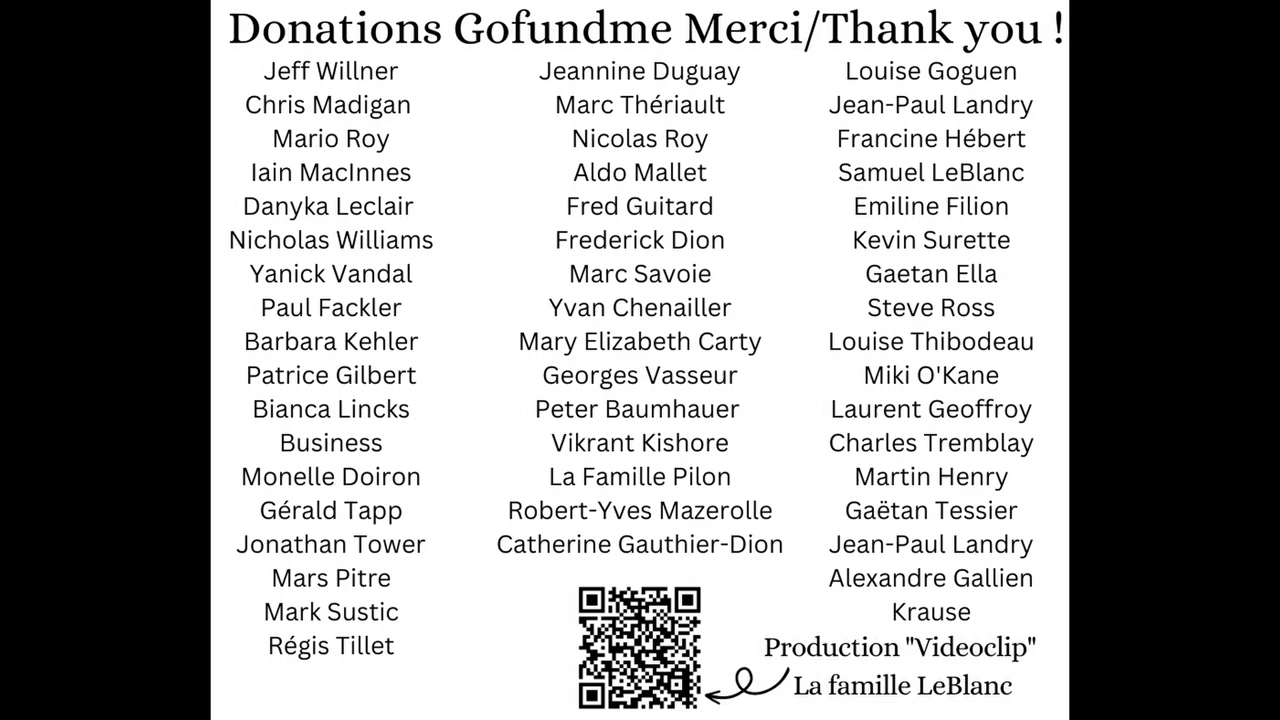 Donations Gofundme Merci/Thank you !
Jeff Willner
Chris Madigan
Mario Roy
Iain MacInnes
Danyka Leclair
Nicholas Williams
Yanick Vandal
Paul Fackler
Barbara Kehler
Patrice Gilbert
Bianca Lincks
Business
Monelle Doiron
Gérald Tapp
Jonathan Tower
Mars Pitre
Mark Sustic
Régis Tillet
Jeannine Duguay
Marc Thériault
Nicolas Roy
Aldo Mallet
Fred Guitard
Frederick Dion
Marc Savoie
Yvan Chenailler
Mary Elizabeth Carty
Georges Vasseur
Peter Baumhauer
Vikrant Kishore
La Famille Pilon
Robert-Yves Mazerolle
Catherine Gauthier-Dion
Louise Goguen
Jean-Paul Landry
Francine Hébert
Samuel LeBlanc
Emiline Filion
Kevin Surette
Gaetan Ella
Steve Ross
Louise Thibodeau
Miki O'Kane
Laurent Geoffroy
Charles Tremblay
Martin Henry
Gaëtan Tessier
Jean-Paul Landry
Alexandre Gallien
Krause
Production "Videoclip"
La famille LeBlanc